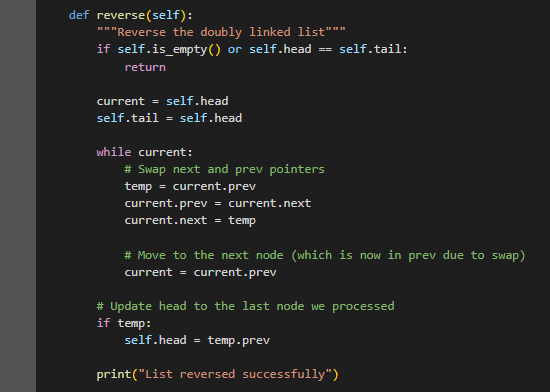 def reverse(self):
"""Reverse the doubly linked list"""
if self.is_empty() or self.head == self.tail:
return
current = self.head
self.tail = self.head
while current:
# Swap next and prev pointers
temp = current.prev
current.prev = current.next
current.next = temp
# Move to the next node (which is now in prev due to swap)
current = current.prev
# Update head to the last node we processed
if temp:
self.head = temp.prev
print("List reversed successfully")